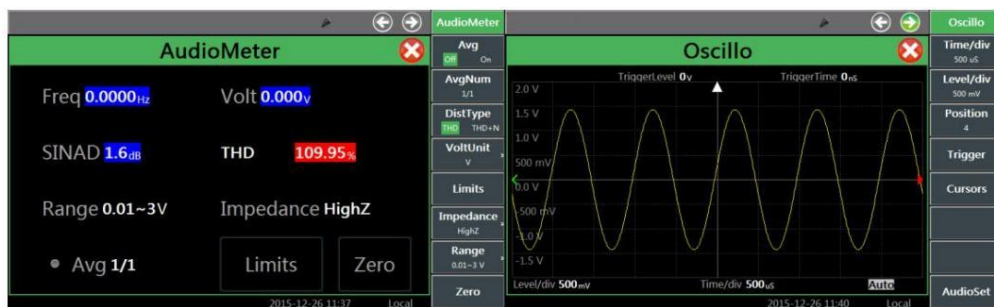 AudioMeter
AudioMeter
Freq 0.0000Hz Volt 0.000V
SINAD 1.6dB THD 109.95%
Range 0.01~3V Impedance HighZ
Avg 1/1 Limits Zero
2015-12-26 11:37 Local
Avg
Off On
AvgNum
1/1
DistType
THD THD+N
VoltUnit
V
Limits
Impedance
HighZ
Range
0.01~3 V
Zero
Oscillo
Oscillo
TriggerLevel 0V TriggerTime 0nS
2.0 V
1.5 V
1.0 V
500 mV
0.0 V
-500 mV
-1.0 V
-1.5 V
Level/div 500mV Time/div 500uS Auto
2015-12-26 11:40 Local
Time/div
500 uS
Level/div
500 mV
Position
4
Trigger
Cursors
AudioSet